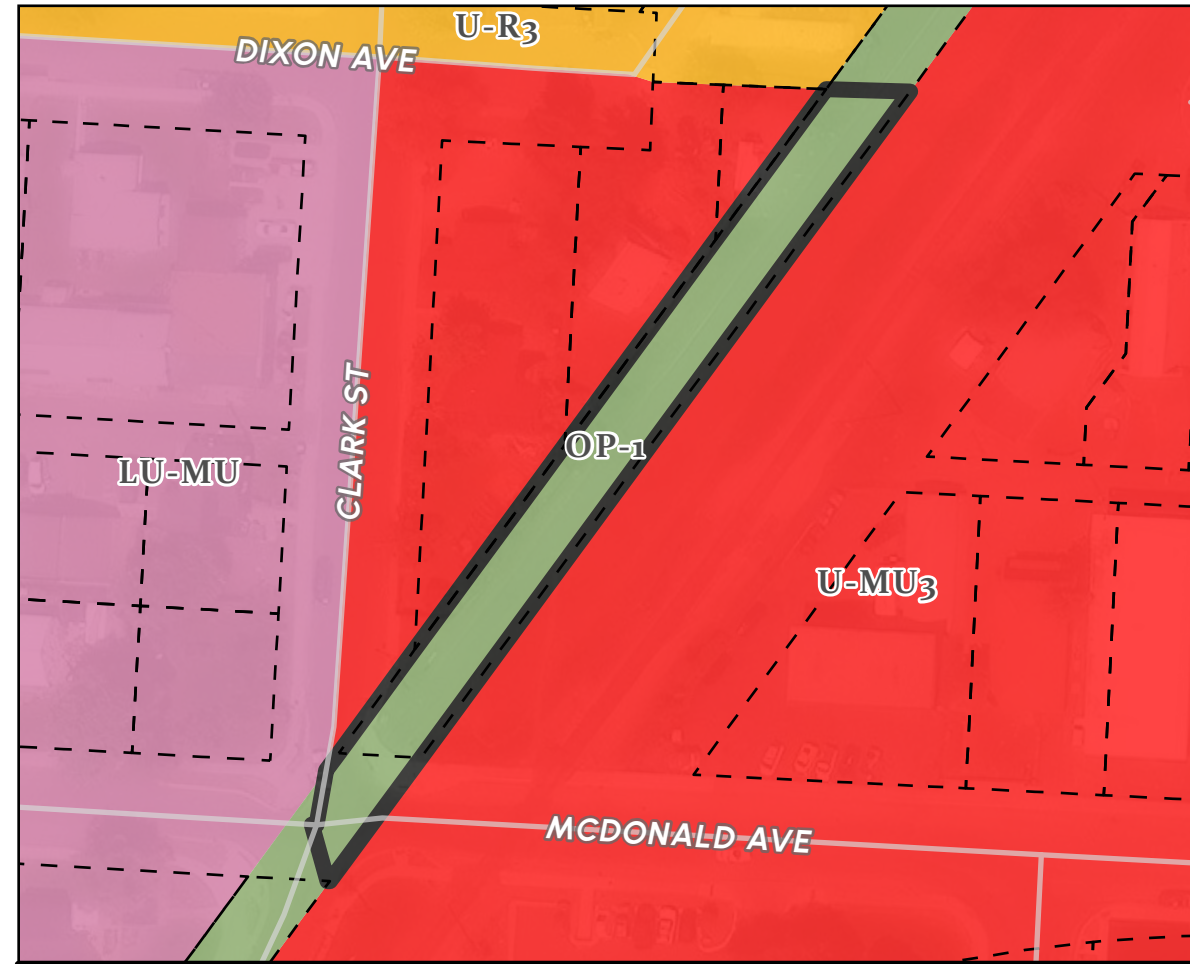 U-R3
DIXON AVE
CLARK ST
OP-1
LU-MU
U-MU3
MCDONALD AVE